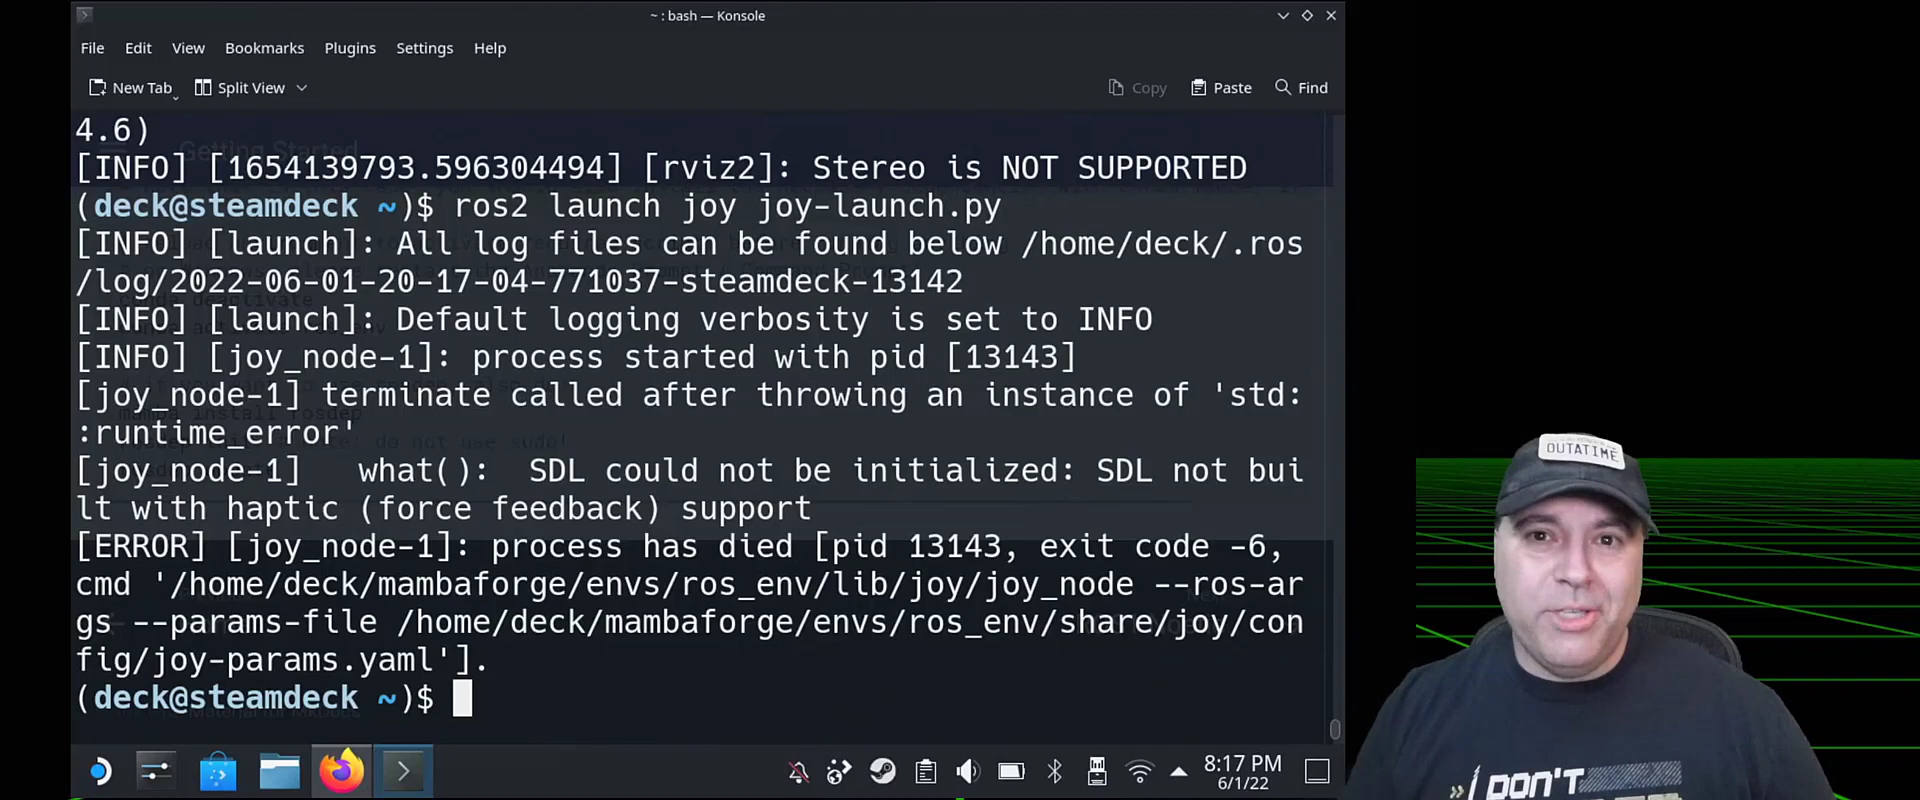 ~ : bash — Konsole
File Edit View Bookmarks Plugins Settings Help
New Tab Split View Copy Paste Find
4.6)
Getting Started
[INFO] [1654139793.596304494] [rviz2]: Stereo is NOT SUPPORTED
(deck@steamdeck ~)$ ros2 launch joy joy-launch.py
[INFO] [launch]: All log files can be found below /home/deck/.ros
/log/2022-06-01-20-17-04-771037-steamdeck-13142
[INFO] [launch]: Default logging verbosity is set to INFO
[INFO] [joy_node-1]: process started with pid [13143]
[joy_node-1] terminate called after throwing an instance of 'std:
:runtime_error'
[joy_node-1]   what():  SDL could not be initialized: SDL not bui
lt with haptic (force feedback) support
[ERROR] [joy_node-1]: process has died [pid 13143, exit code -6,
cmd '/home/deck/mambaforge/envs/ros_env/lib/joy/joy_node --ros-ar
gs --params-file /home/deck/mambaforge/envs/ros_env/share/joy/con
fig/joy-params.yaml'].
(deck@steamdeck ~)$
8:17 PM
6/1/22
OUTATIME
I DON'T